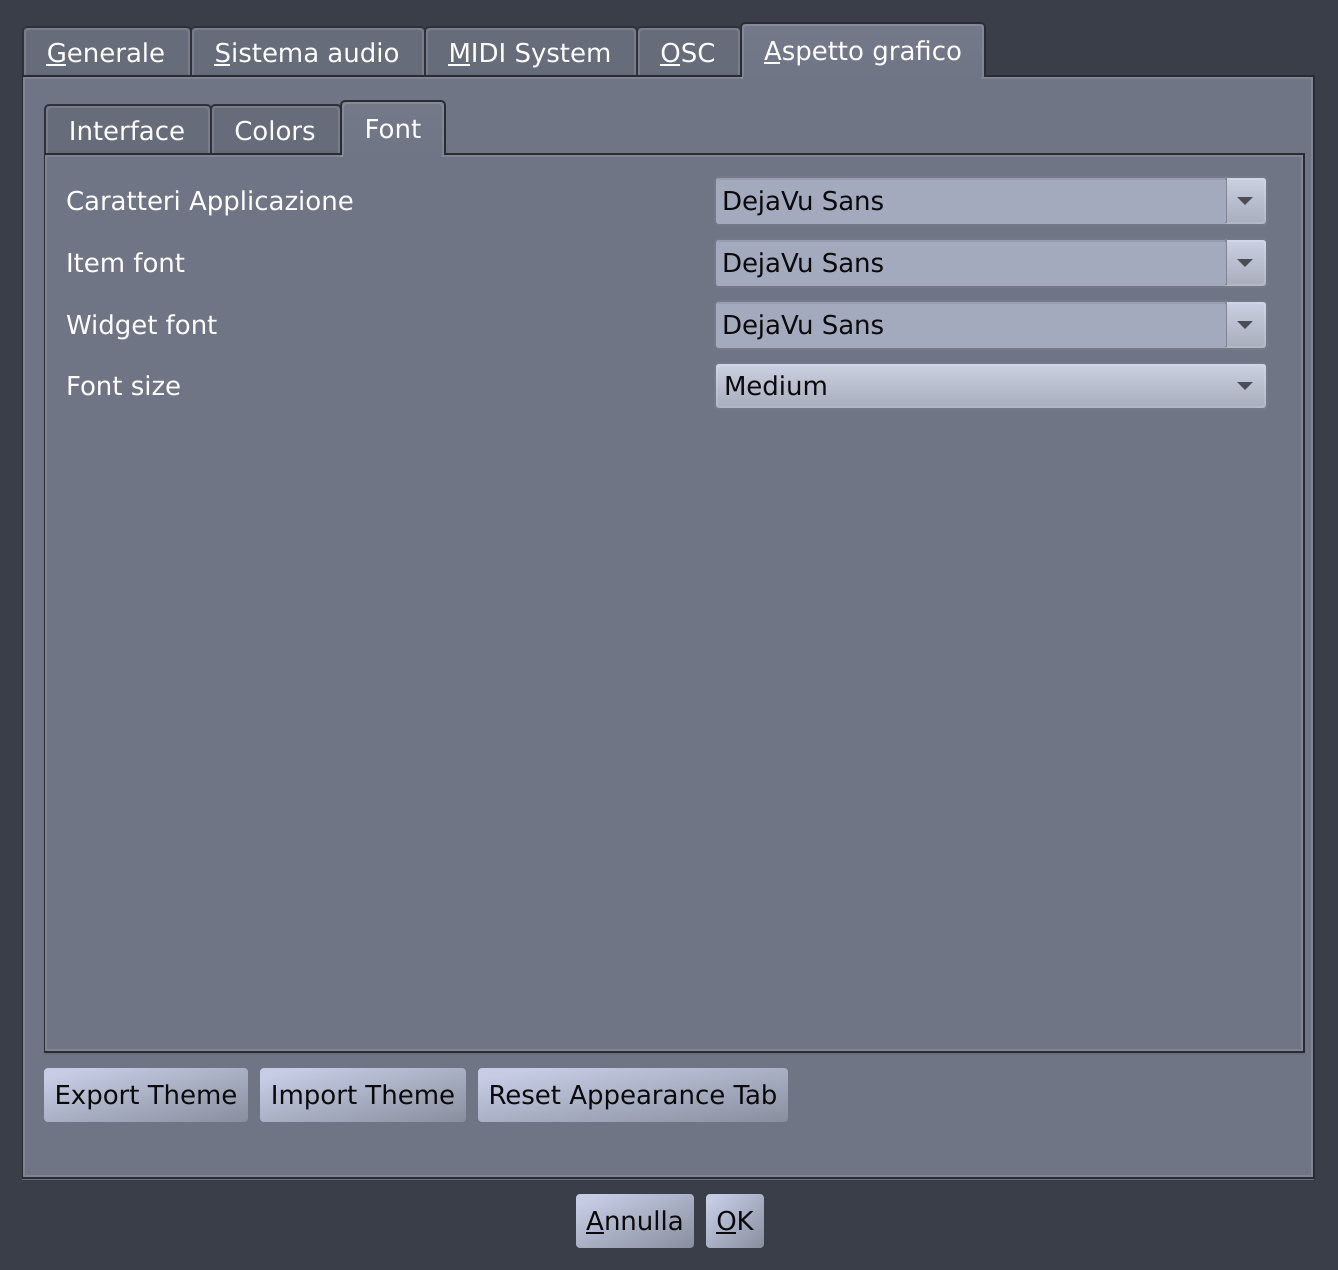 Generale Sistema audio MIDI System OSC Aspetto grafico
Interface Colors Font
Caratteri Applicazione DejaVu Sans
Item font DejaVu Sans
Widget font DejaVu Sans
Font size Medium
Export Theme Import Theme Reset Appearance Tab
Annulla OK